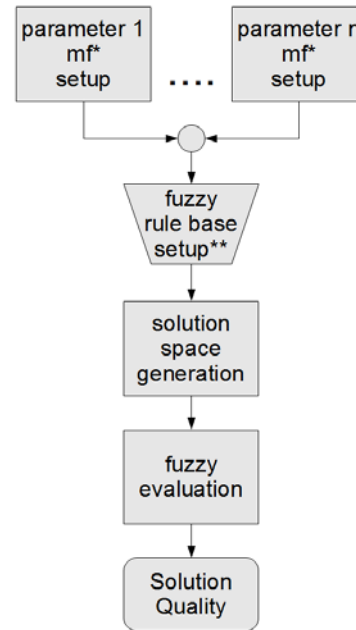 parameter 1
mf*
setup
....
parameter n
mf*
setup
fuzzy
rule base
setup**
solution
space
generation
fuzzy
evaluation
Solution
Quality